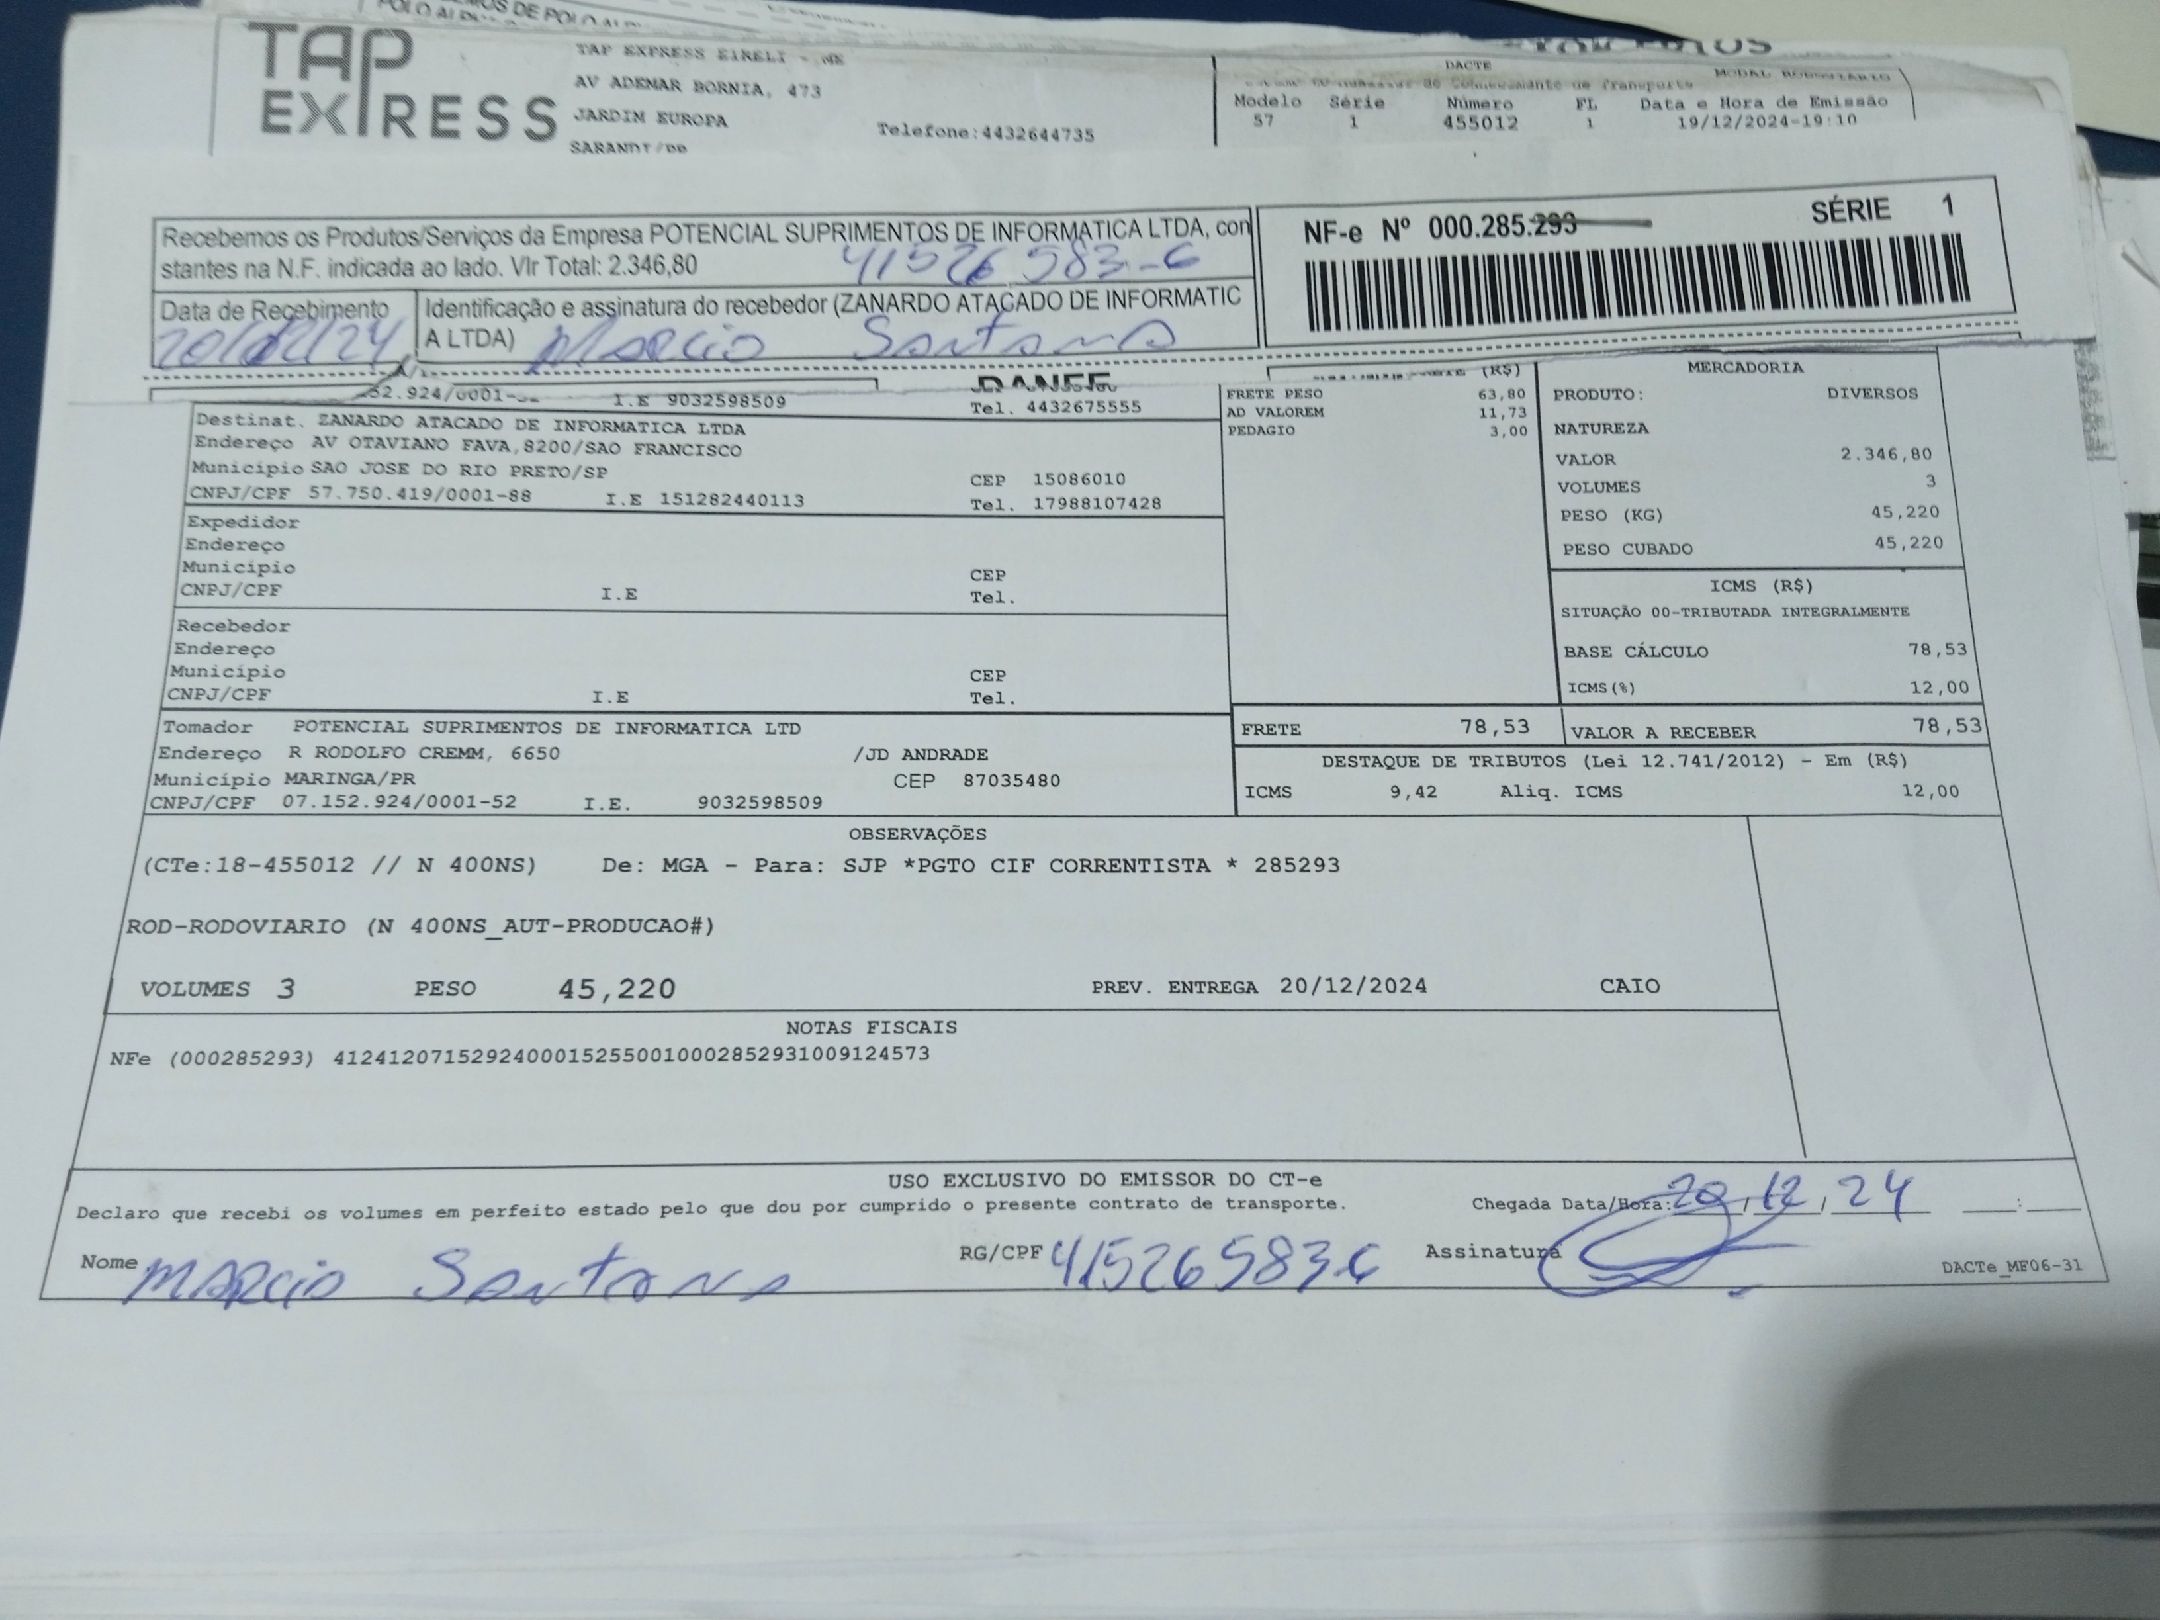 TAP EXPRESS
TAP EXPRESS EIRELI - ME
AV ADEMAR BORNIA, 473
JARDIM EUROPA
SARANDI/PR
Telefone:4432644735
DACTE
MODAL RODOVIARIO
Modelo Série Número FL Data e Hora de Emissão
57 1 455012 1 19/12/2024-19:10
Recebemos os Produtos/Serviços da Empresa POTENCIAL SUPRIMENTOS DE INFORMATICA LTDA, con
stantes na N.F. indicada ao lado. Vlr Total: 2.346,80
41526583-6
Data de Recebimento
20/12/24
Identificação e assinatura do recebedor (ZANARDO ATACADO DE INFORMATIC
A LTDA)
Marcio Santana
NF-e Nº 000.285.293
SÉRIE 1
DANFE
I.E 9032598509 Tel. 4432675555
Destinat. ZANARDO ATACADO DE INFORMATICA LTDA
Endereço AV OTAVIANO FAVA,8200/SAO FRANCISCO
Município SAO JOSE DO RIO PRETO/SP CEP 15086010
CNPJ/CPF 57.750.419/0001-88 I.E 151282440113 Tel. 17988107428
Expedidor
Endereço
Município CEP
CNPJ/CPF I.E Tel.
Recebedor
Endereço
Município CEP
CNPJ/CPF I.E Tel.
Tomador POTENCIAL SUPRIMENTOS DE INFORMATICA LTD
Endereço R RODOLFO CREMM, 6650 /JD ANDRADE
Município MARINGA/PR CEP 87035480
CNPJ/CPF 07.152.924/0001-52 I.E. 9032598509
(R$)
FRETE PESO 63,80
AD VALOREM 11,73
PEDAGIO 3,00
MERCADORIA
PRODUTO: DIVERSOS
NATUREZA
VALOR 2.346,80
VOLUMES 3
PESO (KG) 45,220
PESO CUBADO 45,220
ICMS (R$)
SITUAÇÃO 00-TRIBUTADA INTEGRALMENTE
BASE CÁLCULO 78,53
ICMS(%) 12,00
FRETE 78,53 VALOR A RECEBER 78,53
DESTAQUE DE TRIBUTOS (Lei 12.741/2012) - Em (R$)
ICMS 9,42 Aliq. ICMS 12,00
OBSERVAÇÕES
(CTe:18-455012 // N 400NS) De: MGA - Para: SJP *PGTO CIF CORRENTISTA * 285293
ROD-RODOVIARIO (N 400NS_AUT-PRODUCAO#)
VOLUMES 3 PESO 45,220 PREV. ENTREGA 20/12/2024 CAIO
NOTAS FISCAIS
NFe (000285293) 41241207152924000152550010002852931009124573
USO EXCLUSIVO DO EMISSOR DO CT-e
Declaro que recebi os volumes em perfeito estado pelo que dou por cumprido o presente contrato de transporte.
Chegada Data/Hora: 20/12/24 :
Nome Marcio Santana RG/CPF 41526583-6 Assinatura
DACTe_MF06-31